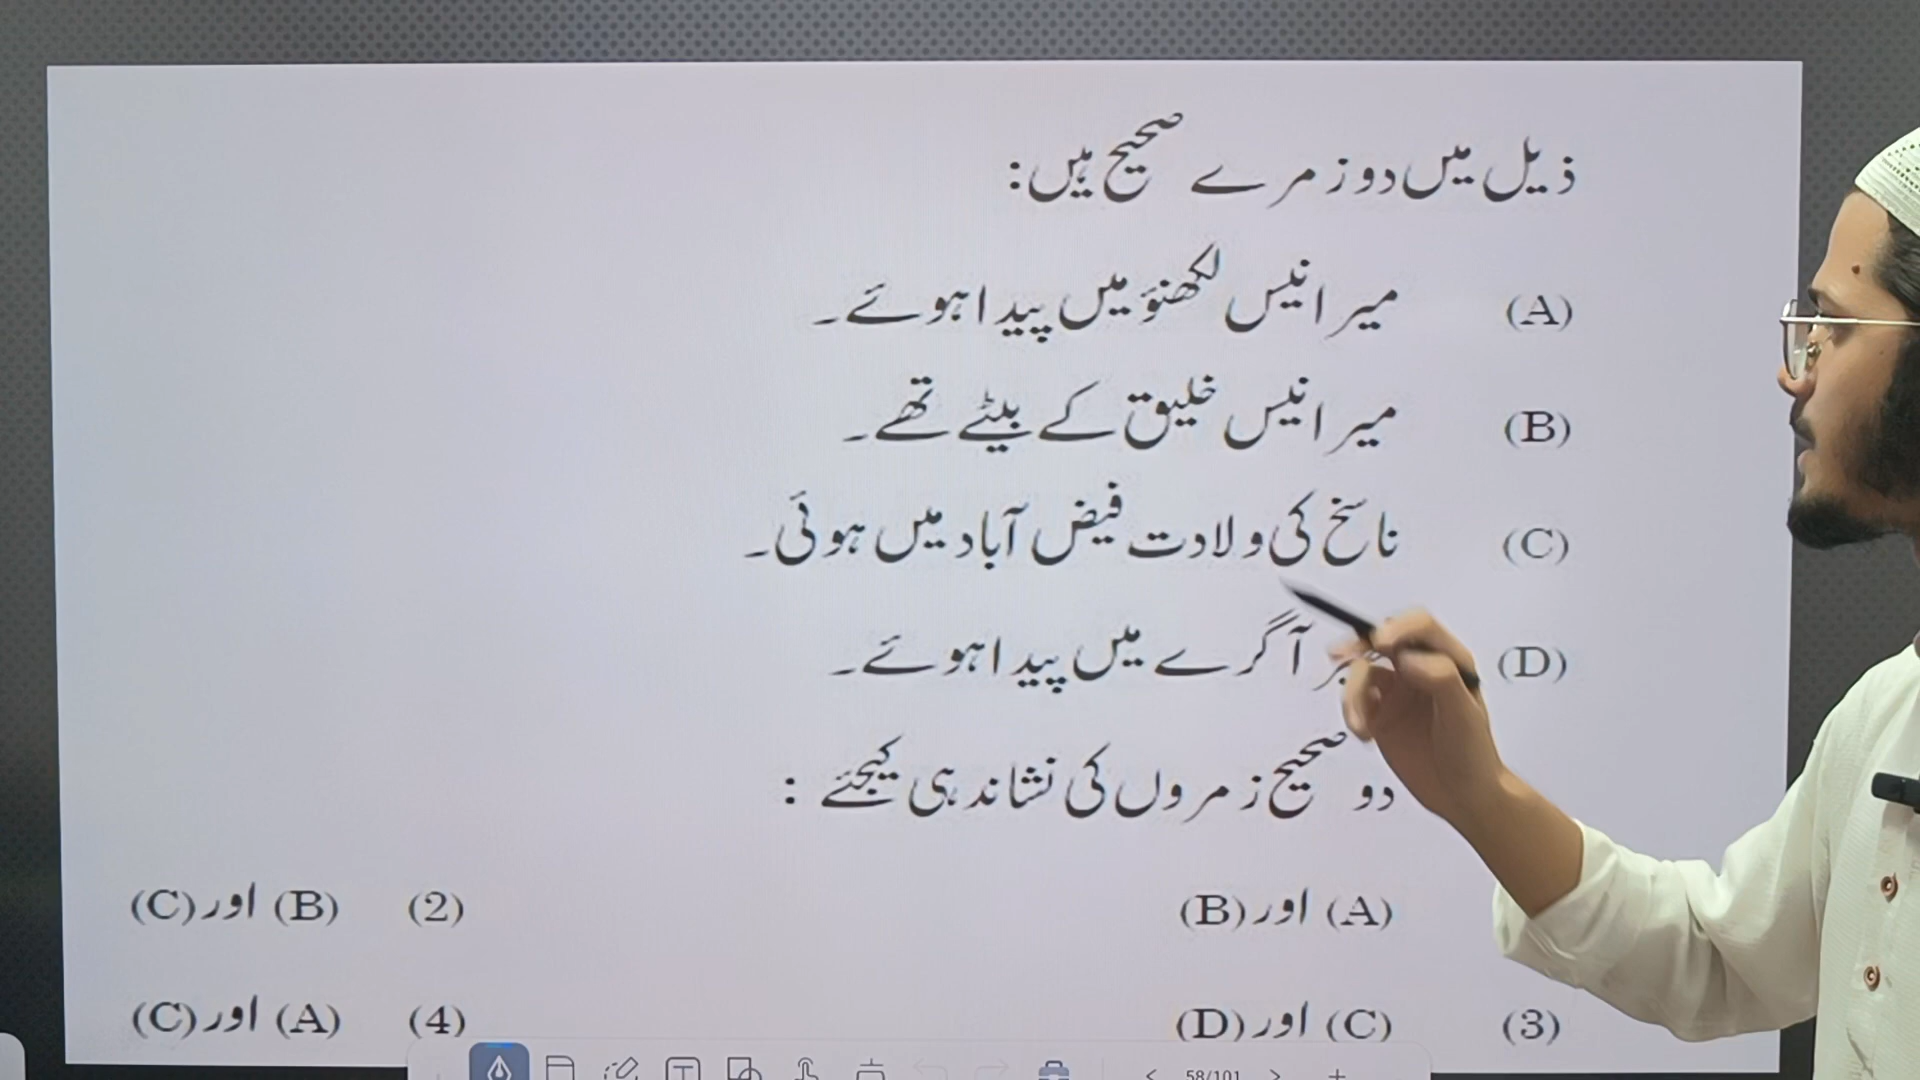 ذیل میں دو زمرے صحیح ہیں:
(A) میر انیس لکھنؤ میں پیدا ہوئے۔
(B) میر انیس خلیق کے بیٹے تھے۔
(C) ناسخ کی ولادت فیض آباد میں ہوئی۔
(D) آگرے میں پیدا ہوئے۔
دو صحیح زمروں کی نشاندہی کیجئے :
(A) اور (B) (2) (B) اور (C)
(3) (C) اور (D) (4) (A) اور (C)
58/101